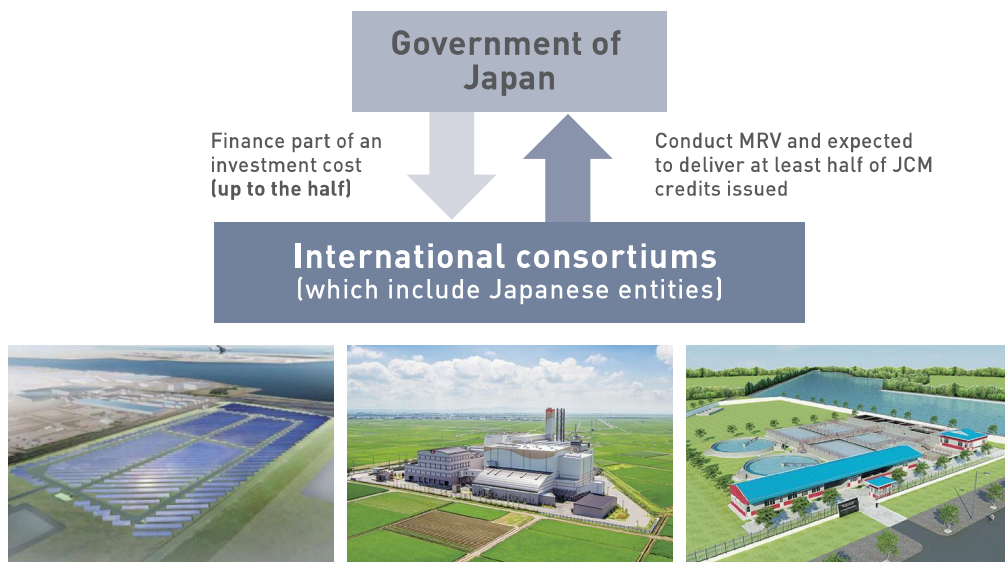 Government of
Japan
Finance part of an
investment cost
(up to the half)
Conduct MRV and expected
to deliver at least half of JCM
credits issued
International consortiums
(which include Japanese entities)